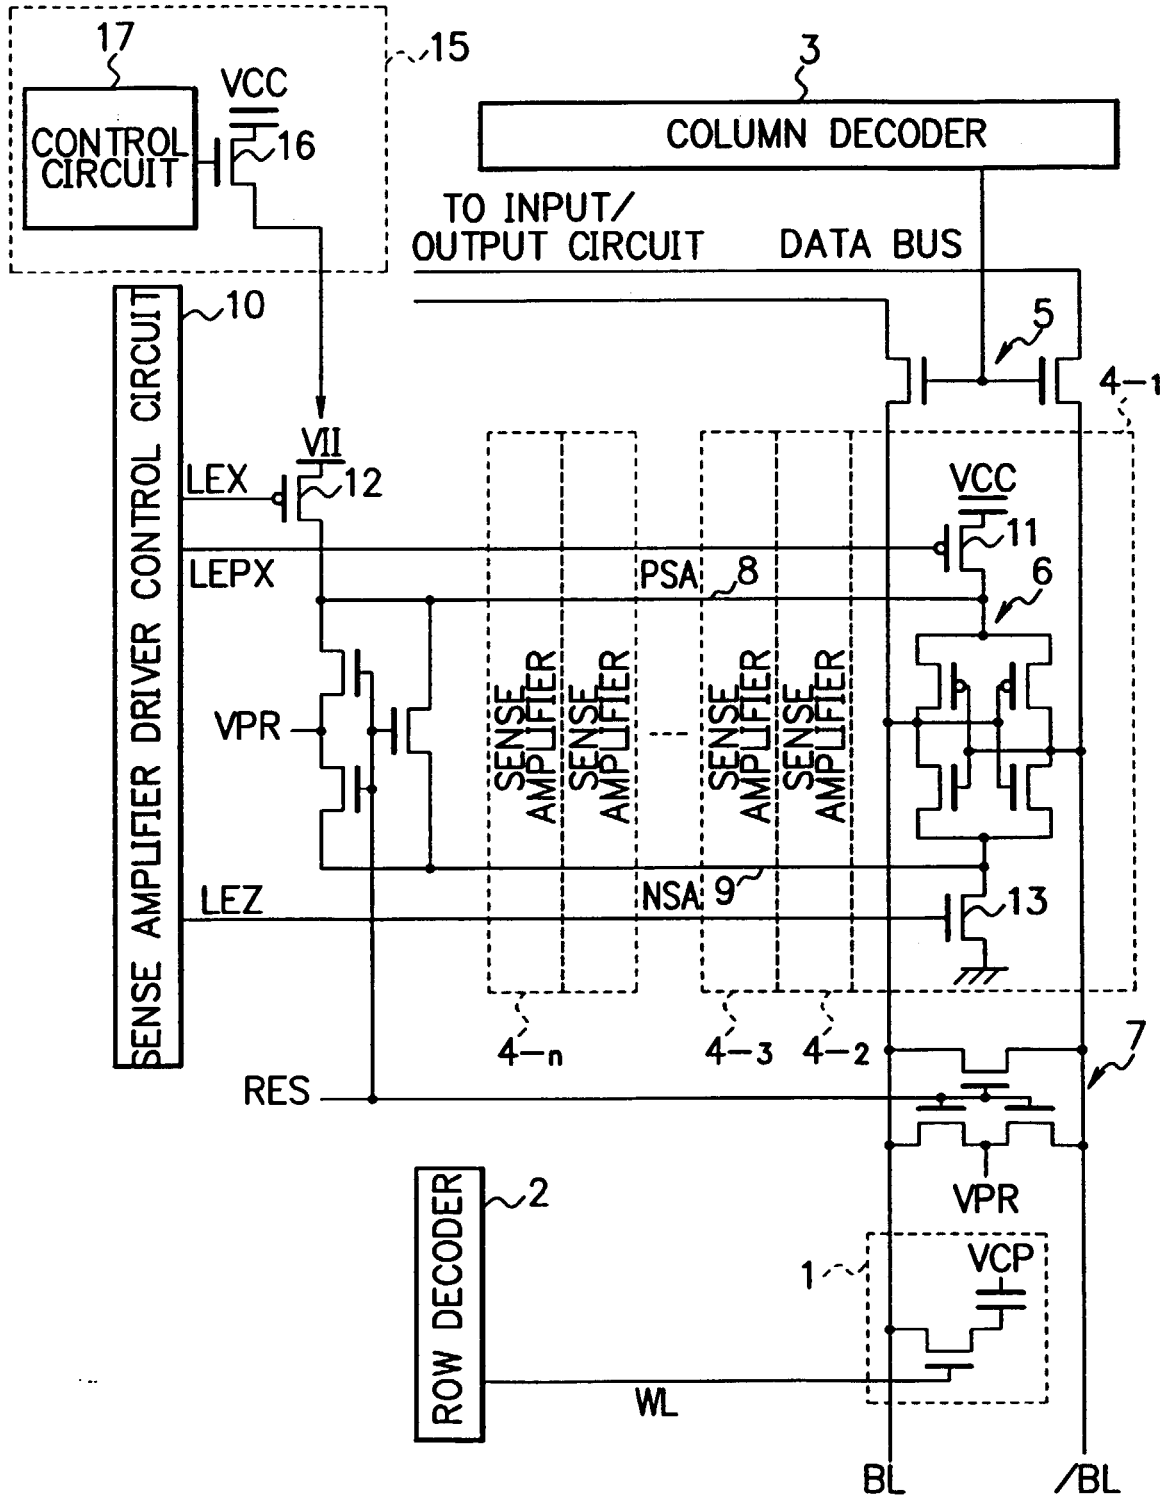 17
15
3
VCC
CONTROL
CIRCUIT
16
COLUMN DECODER
TO INPUT/
OUTPUT CIRCUIT
DATA BUS
10
5
4-1
VII
LEX
12
VCC
11
LEPX
PSA
8
6
SENSE AMPLIFIER DRIVER CONTROL CIRCUIT
SENSE
AMPLIFIER
SENSE
AMPLIFIER
SENSE
AMPLIFIER
SENSE
AMPLIFIER
VPR
LEZ
NSA
9
13
4-n
4-3
4-2
7
RES
VPR
2
ROW DECODER
1
VCP
WL
BL
/BL